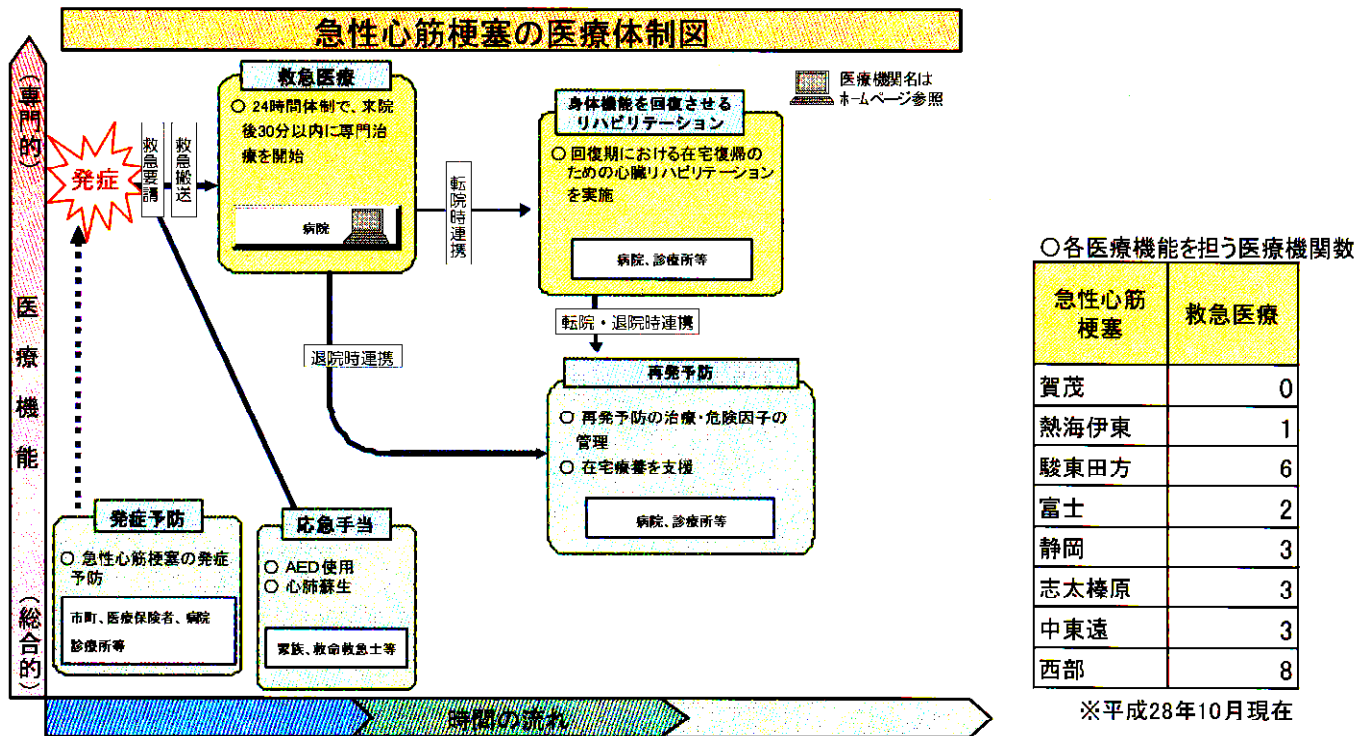 急性心筋梗塞の医療体制図
医療機関名は
ホームページ参照
(専門的)
医療機能
(総合的)
発症
救急要請
救急搬送
救急医療
○ 24時間体制で、来院
後30分以内に専門治
療を開始
病院
転院時連携
身体機能を回復させる
リハビリテーション
○ 回復期における在宅復帰の
ための心臓リハビリテーション
を実施
病院、診療所等
転院・退院時連携
退院時連携
再発予防
○ 再発予防の治療・危険因子の
管理
○ 在宅療養を支援
病院、診療所等
発症予防
○ 急性心筋梗塞の発症
予防
市町、医療保険者、病院
診療所等
応急手当
○ AED使用
○ 心肺蘇生
家族、救命救急士等
時間の流れ
○各医療機能を担う医療機関数
急性心筋
梗塞
救急医療
賀茂 0
熱海伊東 1
駿東田方 6
富士 2
静岡 3
志太榛原 3
中東遠 3
西部 8
※平成28年10月現在